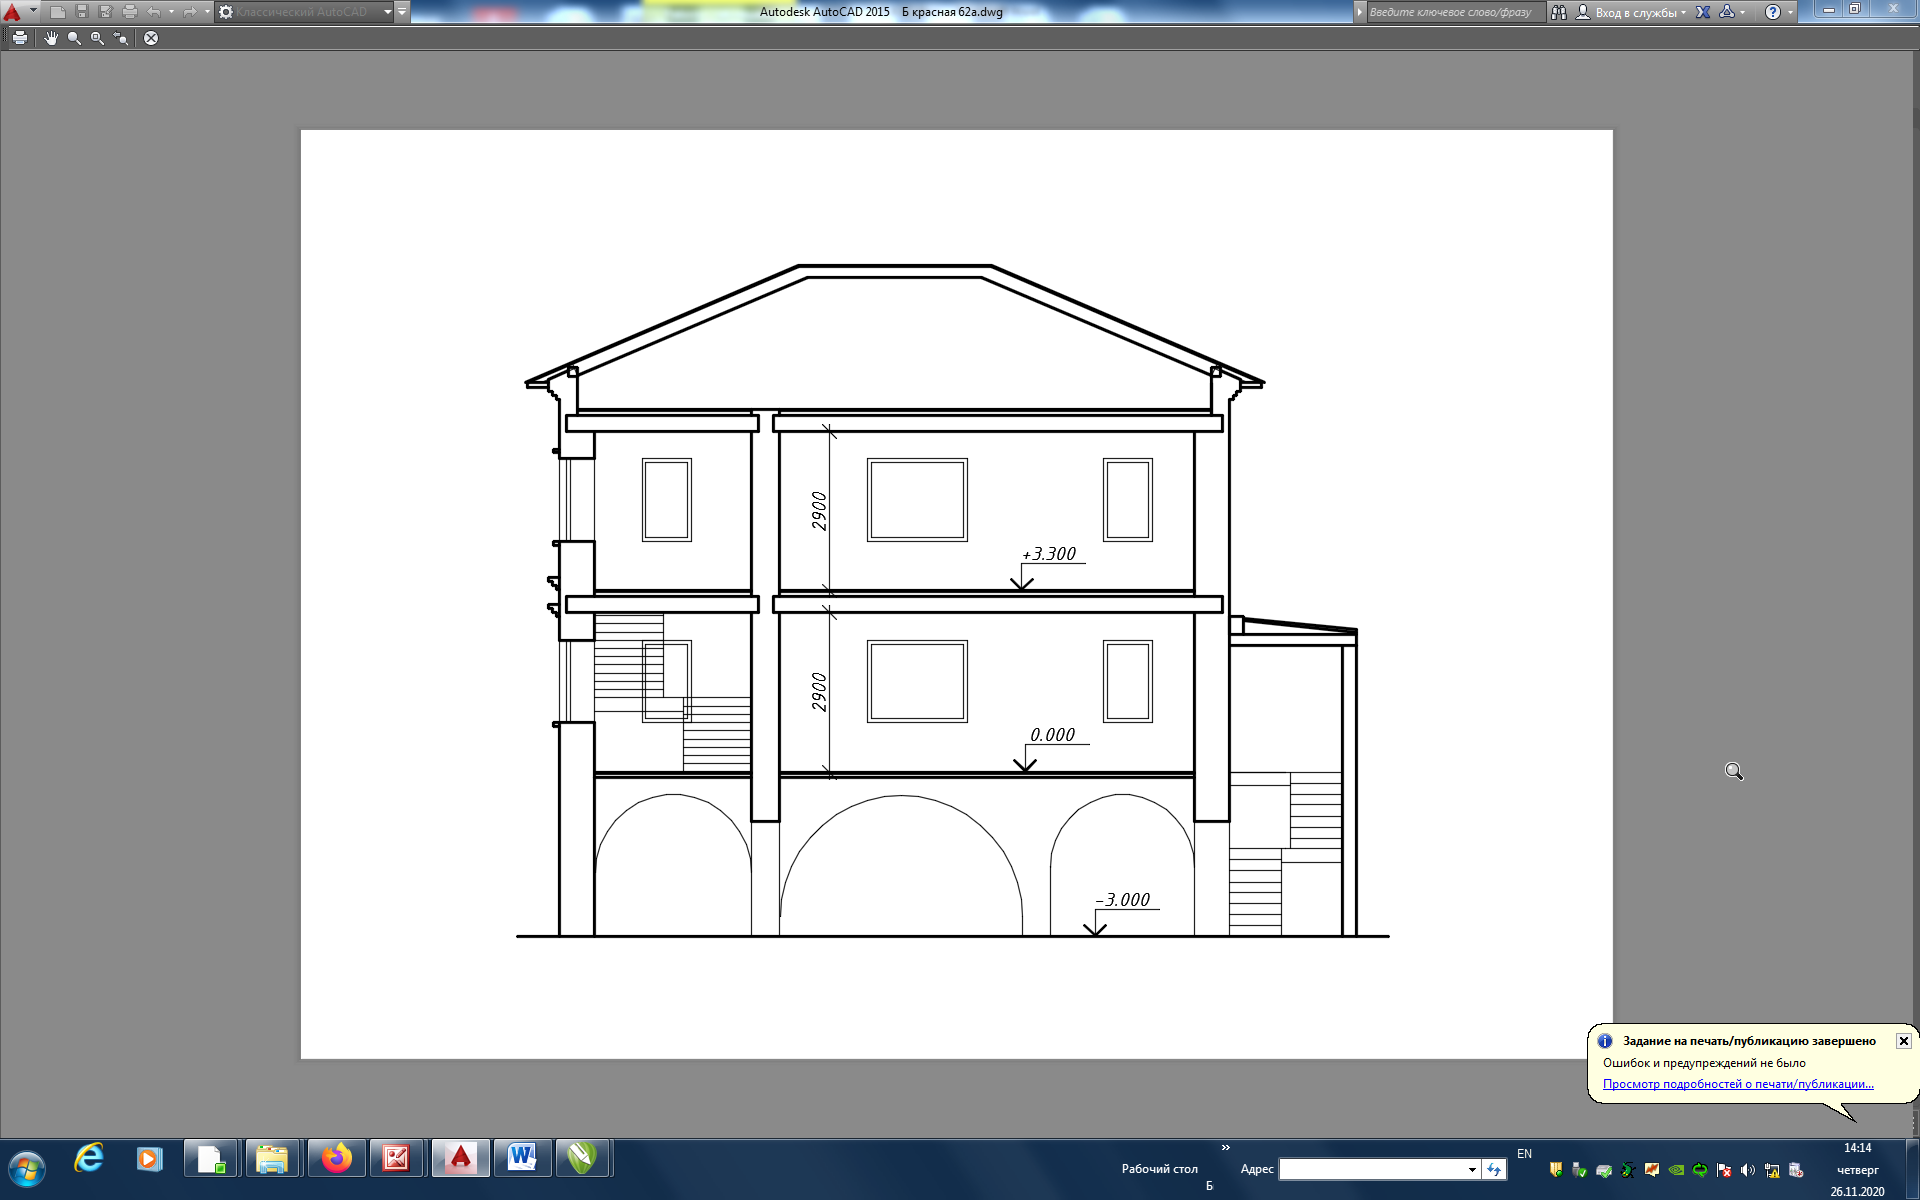 Классический AutoCAD
Autodesk AutoCAD 2015 Б красная 62а.dwg
Введите ключевое слово/фразу
Вход в службы
2900
+3.300
2900
0.000
-3.000
Задание на печать/публикацию завершено
Ошибок и предупреждений не было
Просмотр подробностей о печати/публикации...
14:14
EN
Рабочий стол
Адрес
четверг
Б
26.11.2020